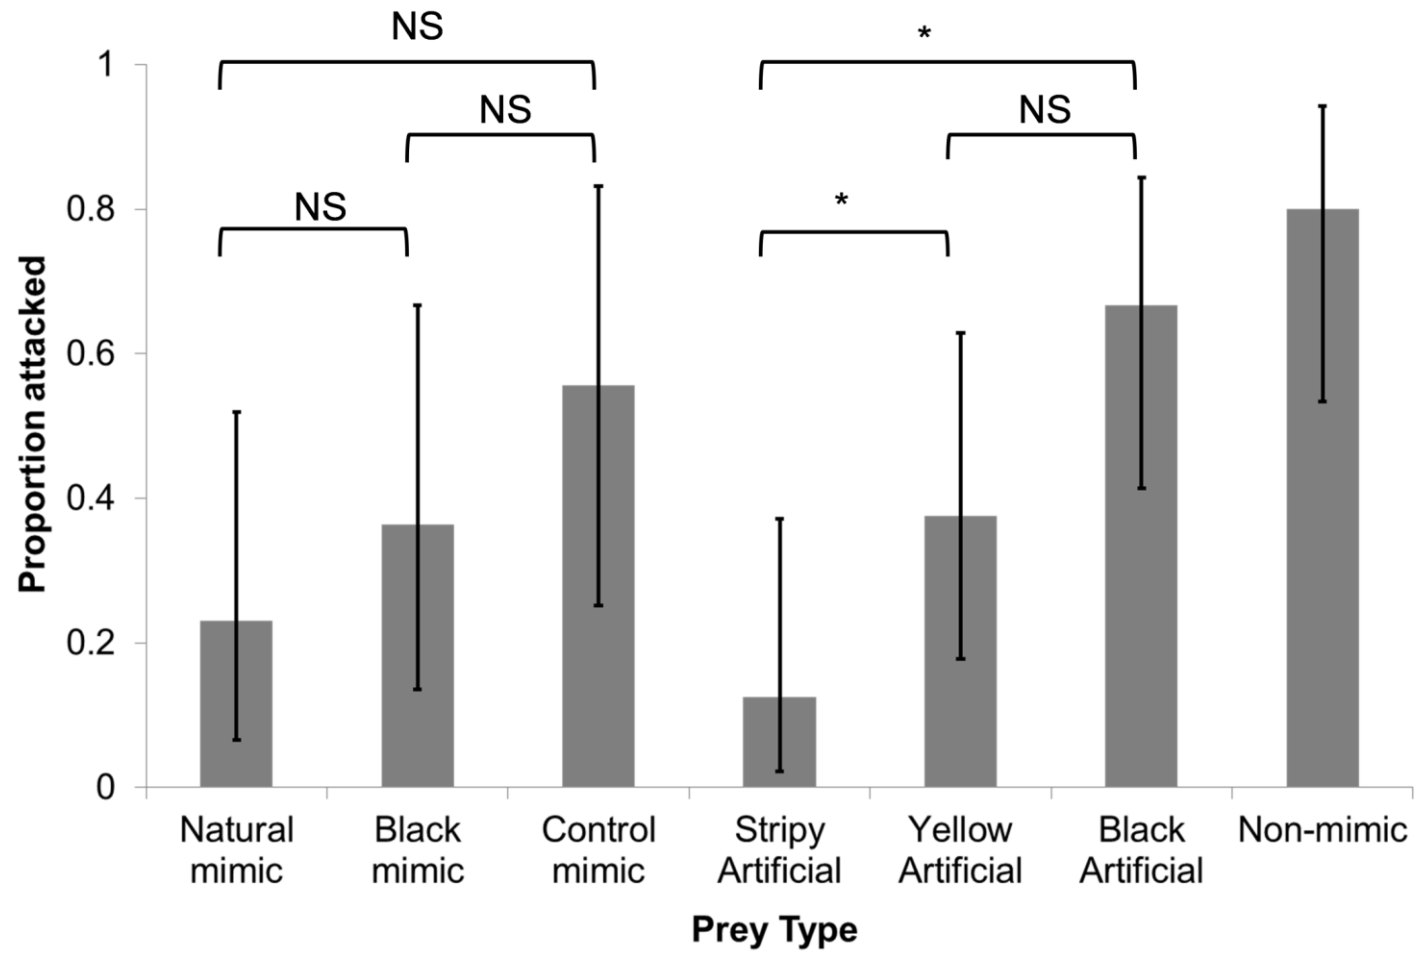 NS
*
1
NS
NS
0.8
NS
*
0.6
0.4
0.2
0
Proportion attacked
Natural mimic
Black mimic
Control mimic
Stripy Artificial
Yellow Artificial
Black Artificial
Non-mimic
Prey Type